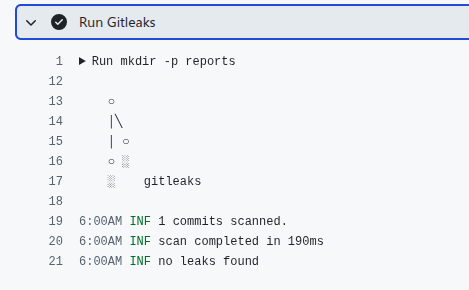 Run Gitleaks
1 Run mkdir -p reports
12
13 ○
14 │╲
15 │ ○
16 ○ ░
17 ░ gitleaks
18
19 6:00AM INF 1 commits scanned.
20 6:00AM INF scan completed in 190ms
21 6:00AM INF no leaks found